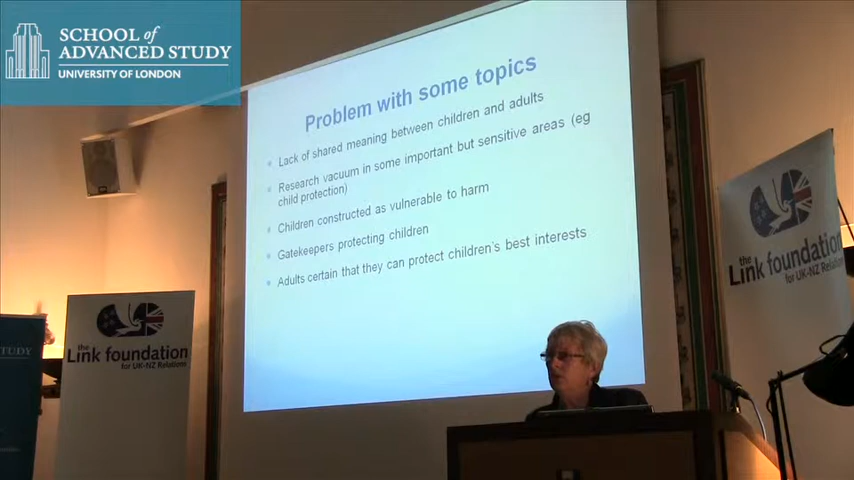 SCHOOL of
ADVANCED STUDY
UNIVERSITY OF LONDON
Problem with some topics
Lack of shared meaning between children and adults
Research vacuum in some important but sensitive areas (eg
child protection)
Children constructed as vulnerable to harm
Gatekeepers protecting children
Adults certain that they can protect children's best interests
the
Link foundation
for UK-NZ Relations
the
Link foundation
for UK-NZ Relations
STUDY